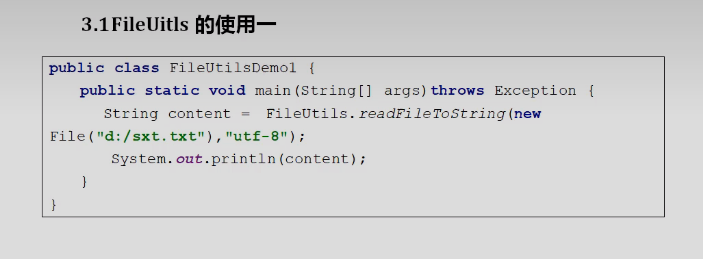 3.1FileUitls 的使用一
public class FileUtilsDemo1 {
public static void main(String[] args)throws Exception {
String content = FileUtils.readFileToString(new
File("d:/sxt.txt"),"utf-8");
System.out.println(content);
}
}